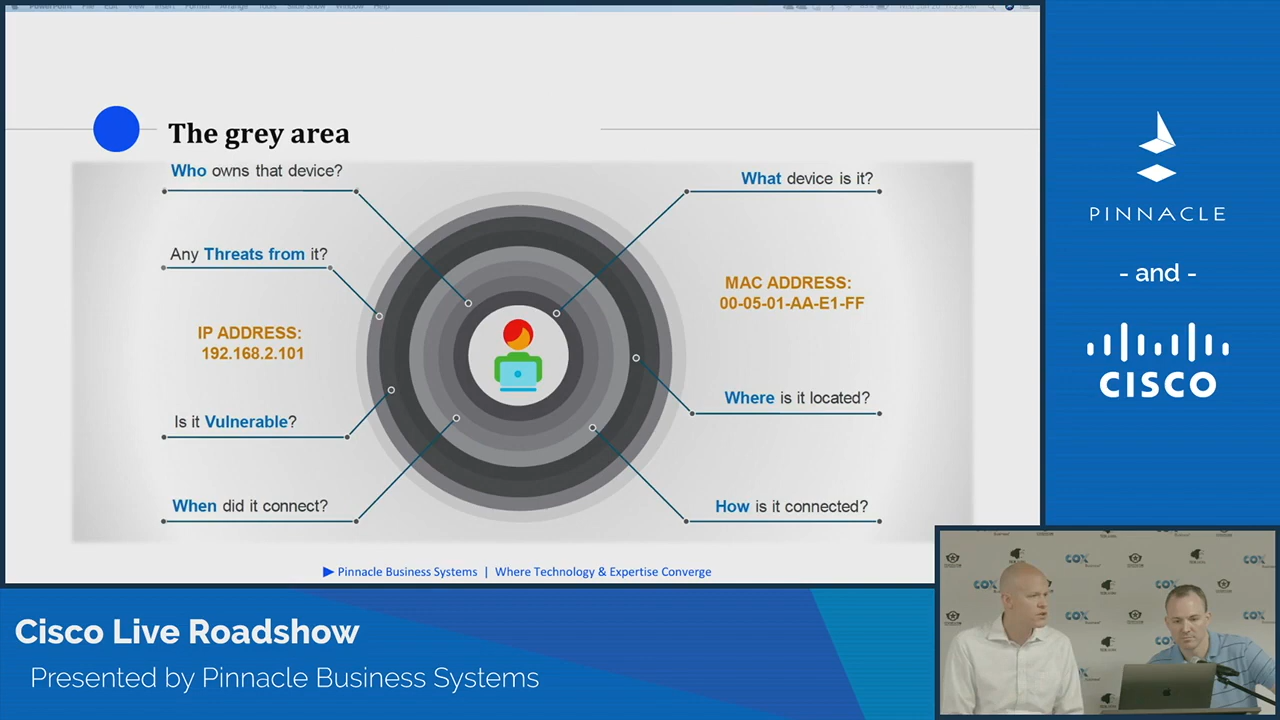 The grey area
Who owns that device?
What device is it?
Any Threats from it?
MAC ADDRESS:
00-05-01-AA-E1-FF
IP ADDRESS:
192.168.2.101
Where is it located?
Is it Vulnerable?
When did it connect?
How is it connected?
Pinnacle Business Systems | Where Technology & Expertise Converge
PINNACLE
- and -
CISCO
Cisco Live Roadshow
Presented by Pinnacle Business Systems
COX
COX
COX
COX